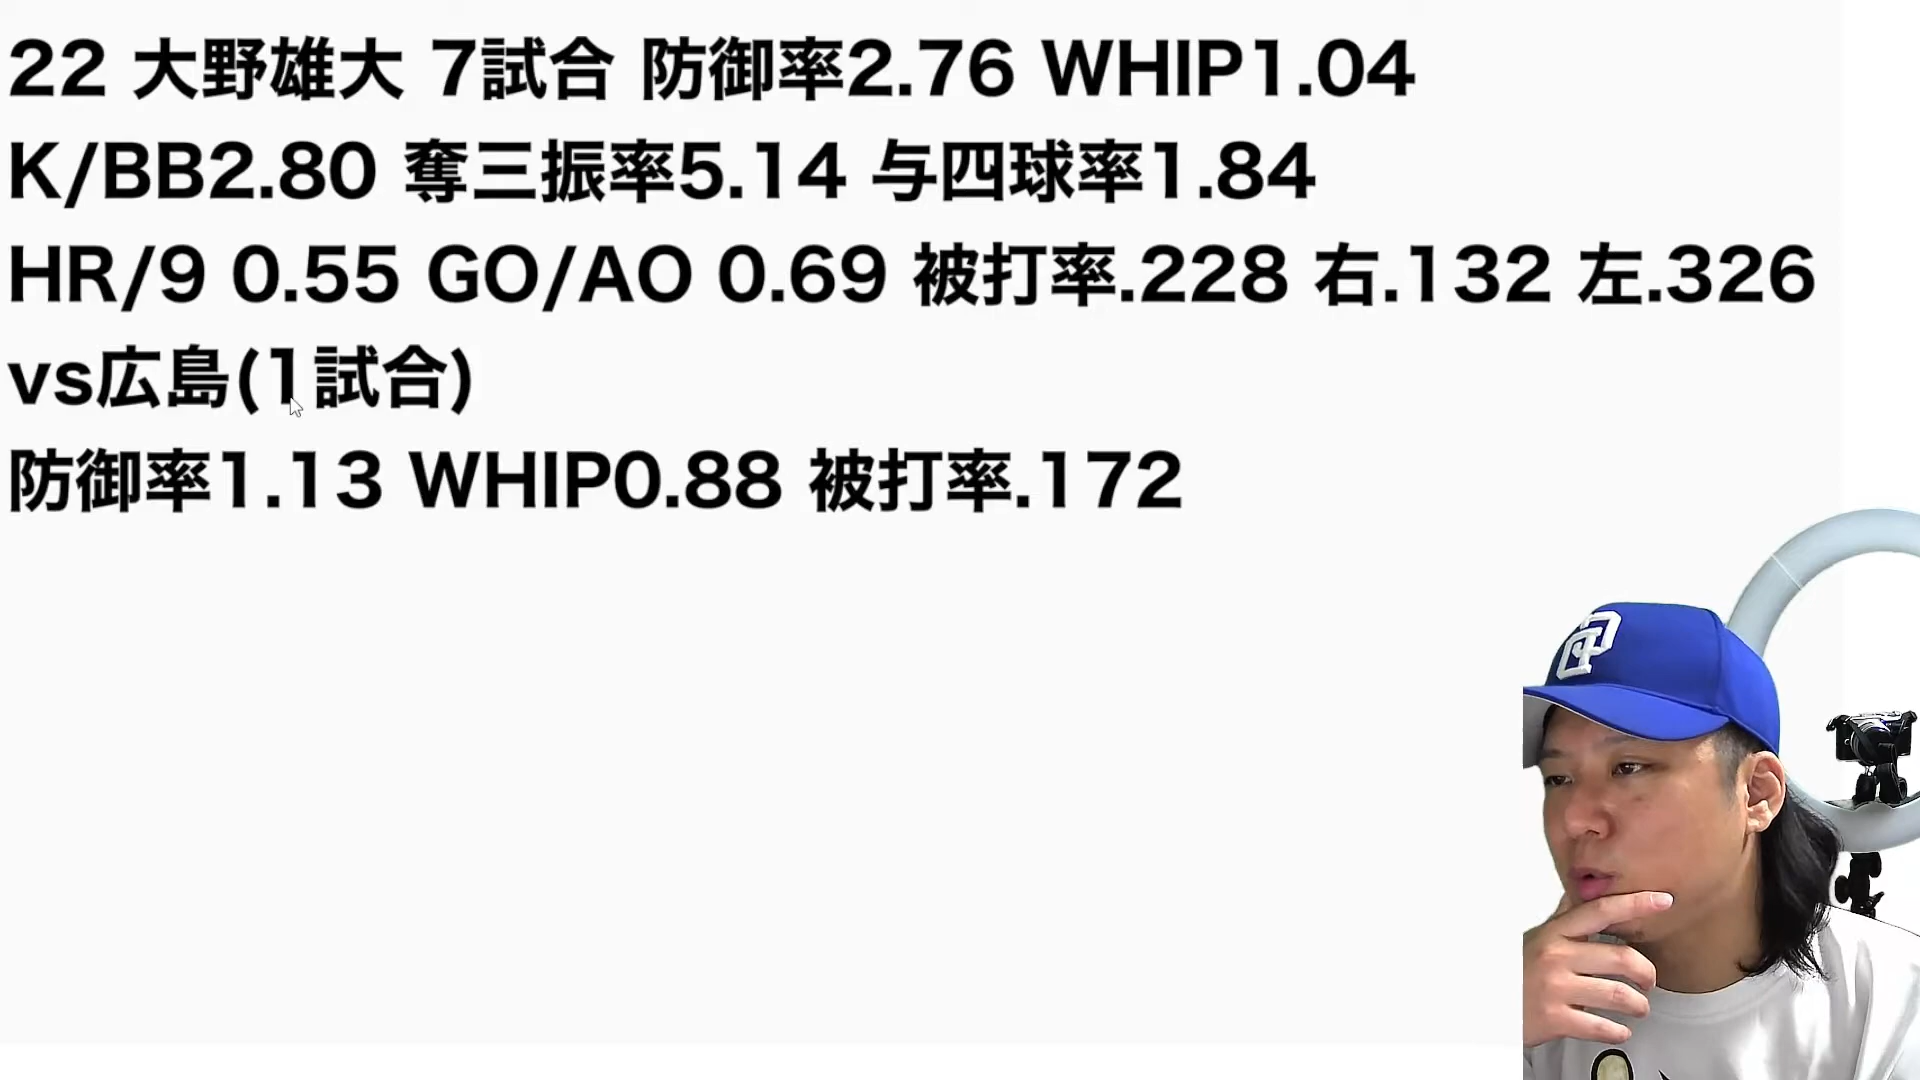 22 大野雄大 7試合 防御率2.76 WHIP1.04
K/BB2.80 奪三振率5.14 与四球率1.84
HR/9 0.55 GO/AO 0.69 被打率.228 右.132 左.326
vs広島(1試合)
防御率1.13 WHIP0.88 被打率.172